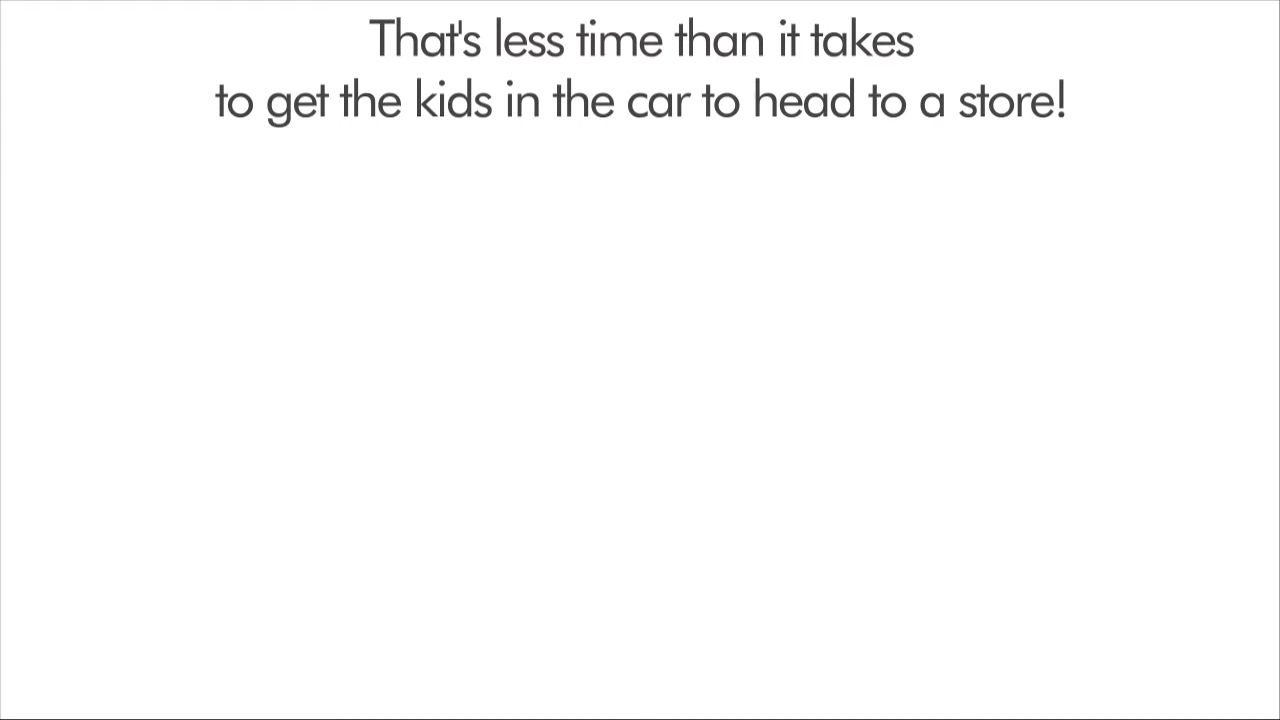 That's less time than it takes
to get the kids in the car to head to a store!